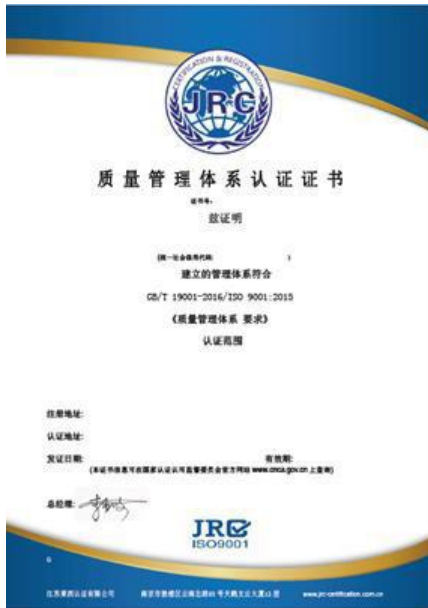 CERTIFICATION & REGISTRATION
JRC
质量管理体系认证证书
证书号:
兹证明
(统一社会信用代码: )
建立的管理体系符合
GB/T 19001-2016/ISO 9001:2015
《质量管理体系 要求》
认证范围
注册地址:
认证地址:
发证日期: 有效期:
(本证书信息可在国家认证认可监督委员会官方网站 www.cnca.gov.cn 上查询)
总经理:
JRC
ISO9001
G
www.jrc-certification.com.cn